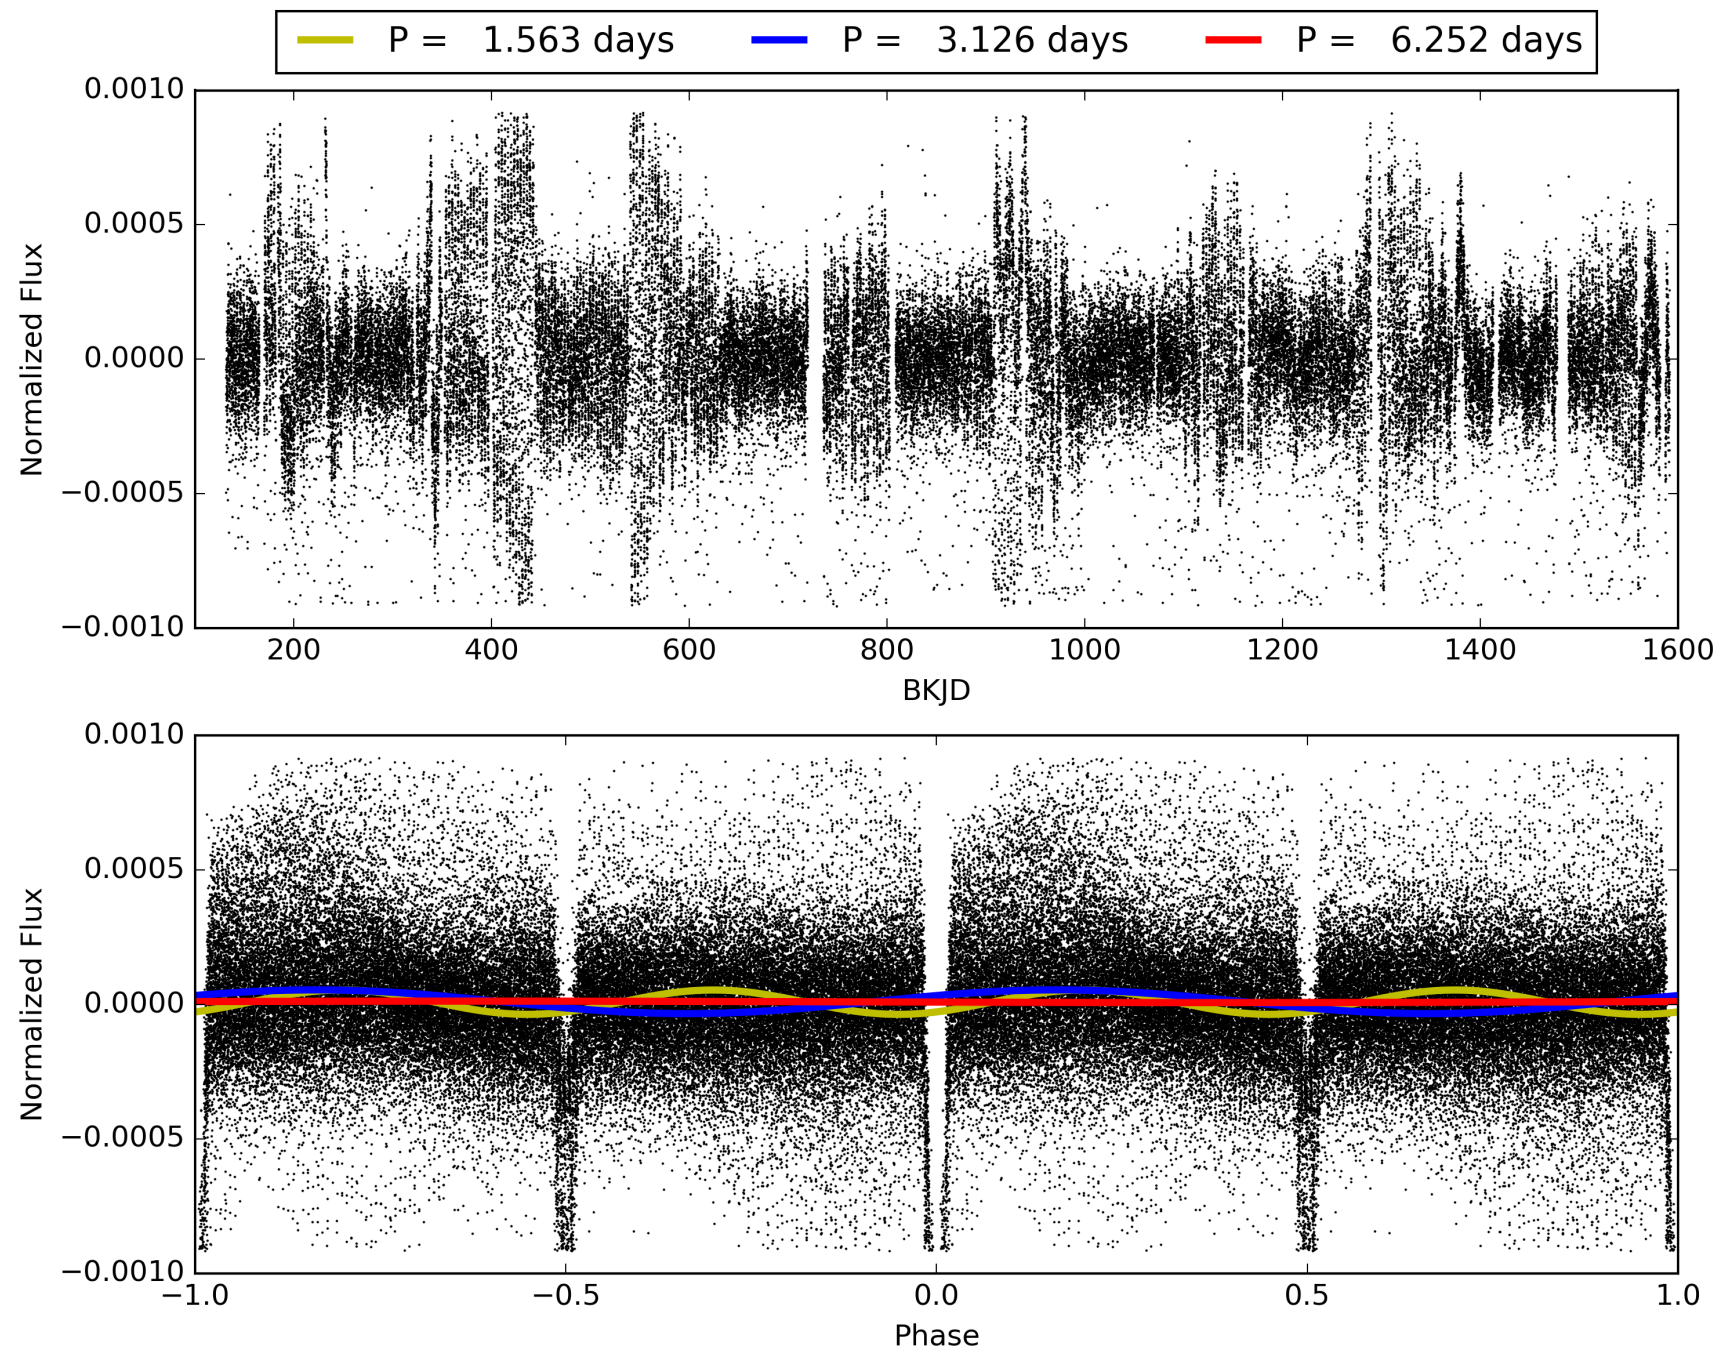 P = 1.563 days P = 3.126 days P = 6.252 days
0.0010
0.0005
0.0000
−0.0005
−0.0010
Normalized Flux
200 400 600 800 1000 1200 1400 1600
BKJD
0.0010
0.0005
0.0000
−0.0005
−0.0010
Normalized Flux
−1.0 −0.5 0.0 0.5 1.0
Phase